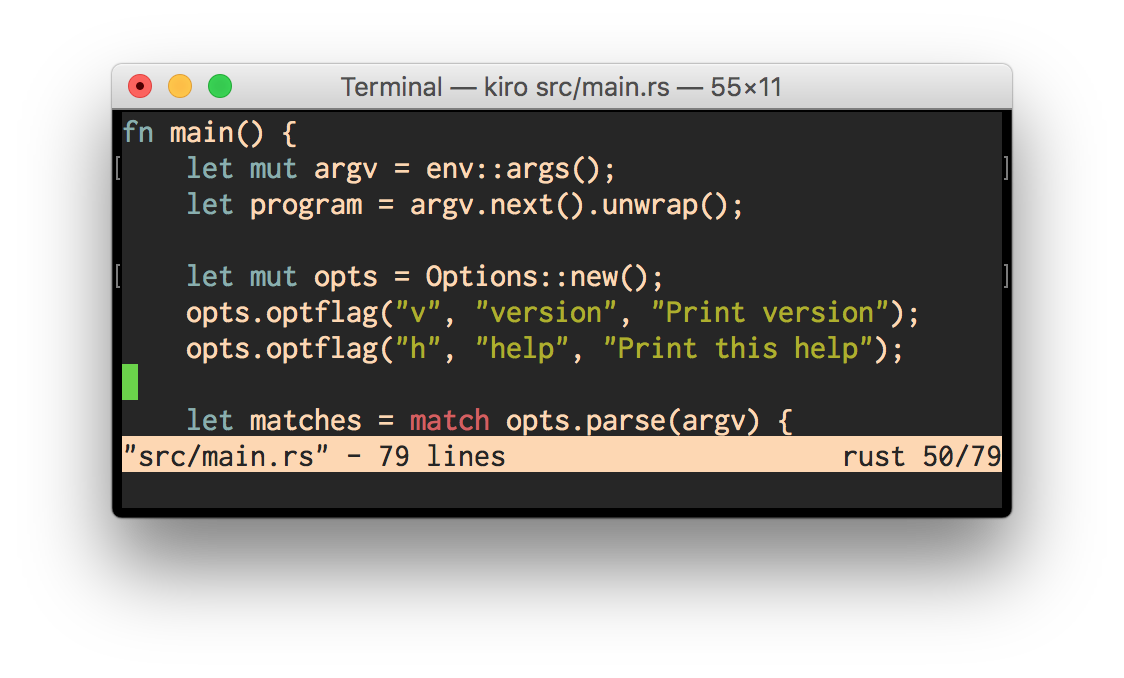 Terminal — kiro src/main.rs — 55×11
fn main() {
    let mut argv = env::args();
    let program = argv.next().unwrap();

    let mut opts = Options::new();
    opts.optflag("v", "version", "Print version");
    opts.optflag("h", "help", "Print this help");

    let matches = match opts.parse(argv) {
"src/main.rs" - 79 lines rust 50/79